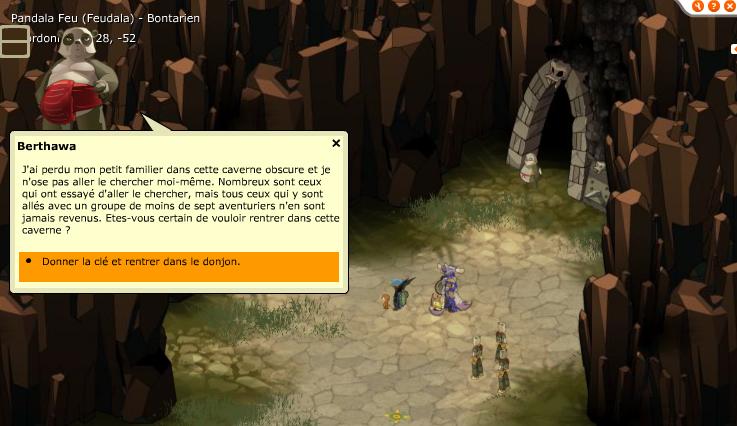 Pandala Feu (Feudala) - Bontarien
28, -52
Berthawa
J'ai perdu mon petit familier dans cette caverne obscure et je
n'ose pas aller le chercher moi-même. Nombreux sont ceux
qui ont essayé d'aller le chercher, mais tous ceux qui y sont
allés avec un groupe de moins de sept aventuriers n'en sont
jamais revenus. Etes-vous certain de vouloir rentrer dans cette
caverne ?
• Donner la clé et rentrer dans le donjon.